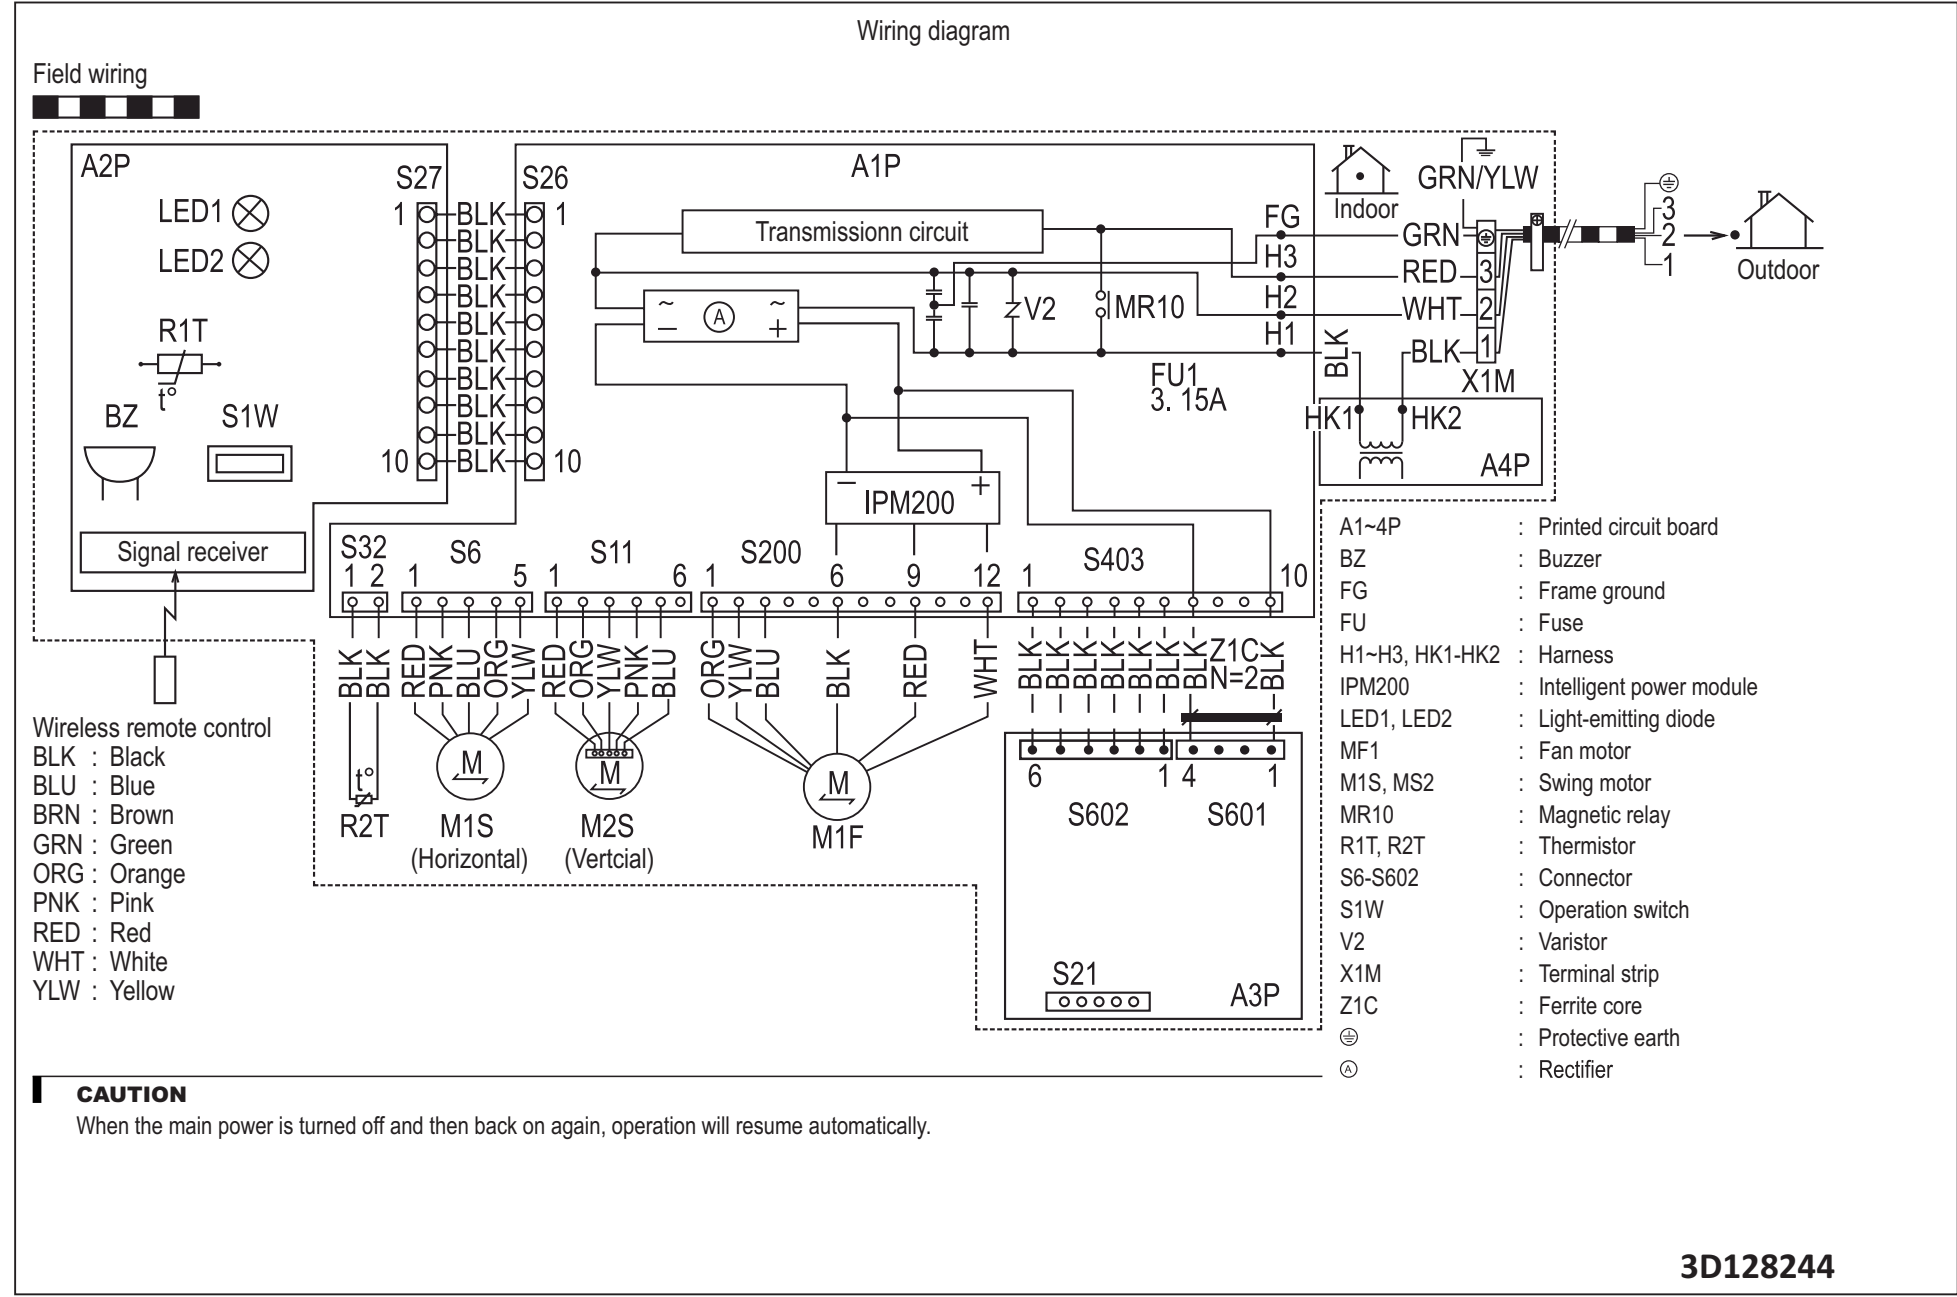 Wiring diagram
Field wiring
A2P
S27
S26
A1P
LED1
LED2
1 BLK 1
BLK
BLK
BLK
BLK
BLK
BLK
BLK
BLK
10 BLK 10
R1T
t°
BZ
S1W
Signal receiver
Transmissionn circuit
A
~ ~
– +
V2
MR10
FG
H3
H2
H1
FU1
3. 15A
IPM200
– +
Indoor
GRN/YLW
GRN
RED 3
WHT 2
BLK BLK 1
X1M
HK1 HK2
A4P
3
2
1
Outdoor
S32 S6 S11 S200 S403
1 2 1 5 1 6 1 6 9 12 1 10
BLK BLK
RED PNK BLU ORG YLW
RED ORG YLW PNK BLU
ORG YLW BLU BLK RED WHT
BLK BLK BLK BLK BLK BLK BLK BLK
Z1C
N=2
t°
R2T
M
M1S
(Horizontal)
M
M2S
(Vertcial)
M
M1F
6 1 4 1
S602 S601
S21
A3P
Wireless remote control
BLK : Black
BLU : Blue
BRN : Brown
GRN : Green
ORG : Orange
PNK : Pink
RED : Red
WHT : White
YLW : Yellow
A1~4P : Printed circuit board
BZ : Buzzer
FG : Frame ground
FU : Fuse
H1~H3, HK1-HK2 : Harness
IPM200 : Intelligent power module
LED1, LED2 : Light-emitting diode
MF1 : Fan motor
M1S, MS2 : Swing motor
MR10 : Magnetic relay
R1T, R2T : Thermistor
S6-S602 : Connector
S1W : Operation switch
V2 : Varistor
X1M : Terminal strip
Z1C : Ferrite core
⏚ : Protective earth
Ⓐ : Rectifier
CAUTION
When the main power is turned off and then back on again, operation will resume automatically.
3D128244